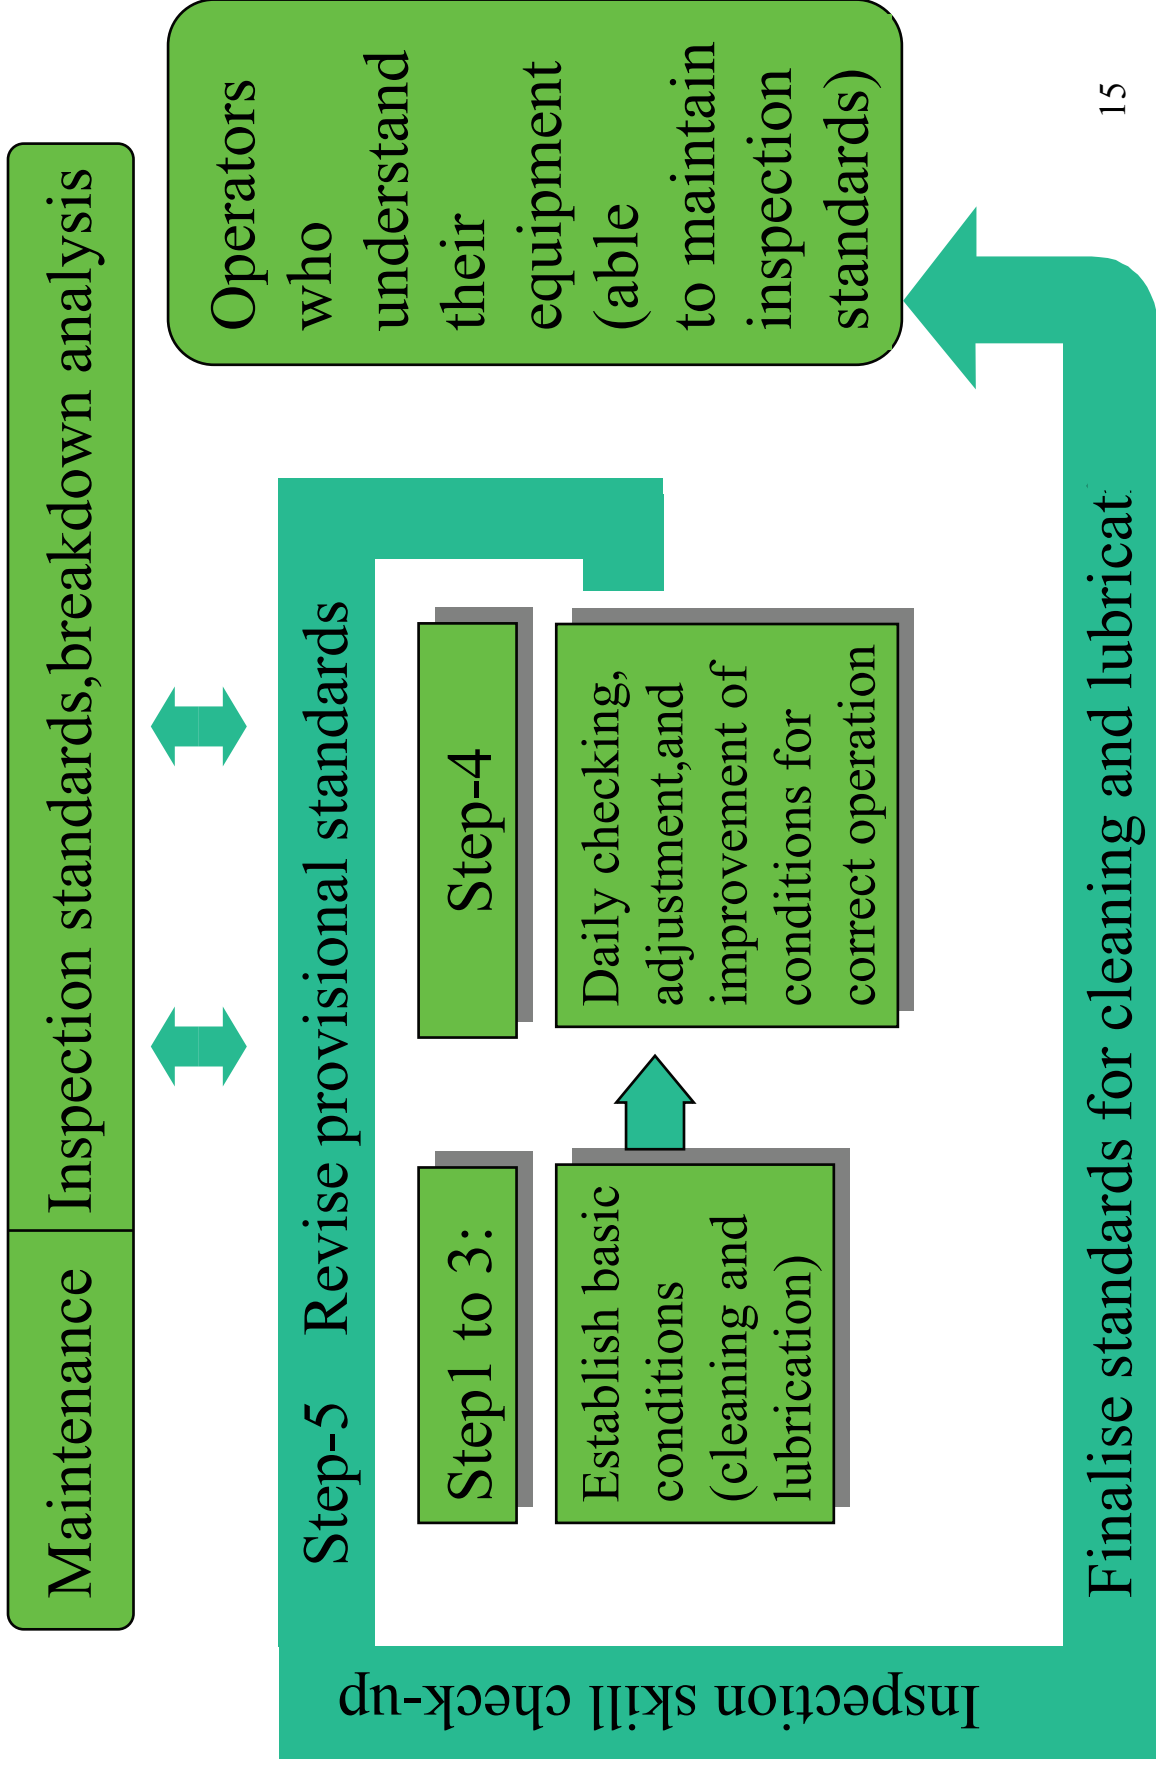 Maintenance
Inspection standards,breakdown analysis
Step-5 Revise provisional standards
Step1 to 3:
Step-4
Establish basic
conditions
(cleaning and
lubrication)
Daily checking,
adjustment,and
improvement of
conditions for
correct operation
Operators
who
understand
their
equipment
(able
to maintain
inspection
standards)
Inspection skill check-up
Finalise standards for cleaning and lubricat
15